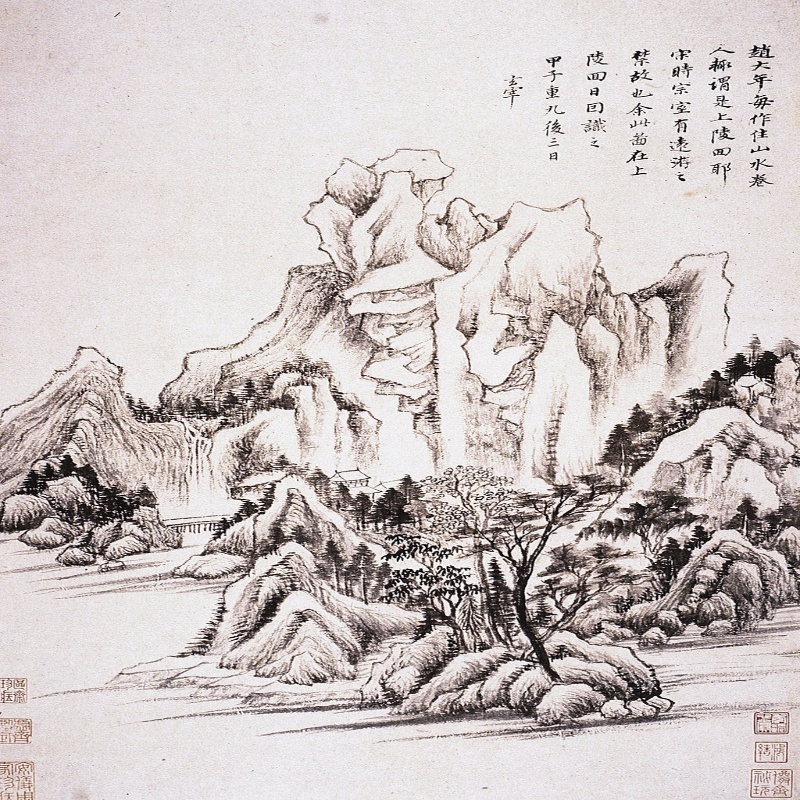 趙大年每作佳山水卷
人輙謂是上陵回耶
宋時宗室有遠游之
禁故也余此啚在上
陵回日因識之
甲子重九後三日
玄宰